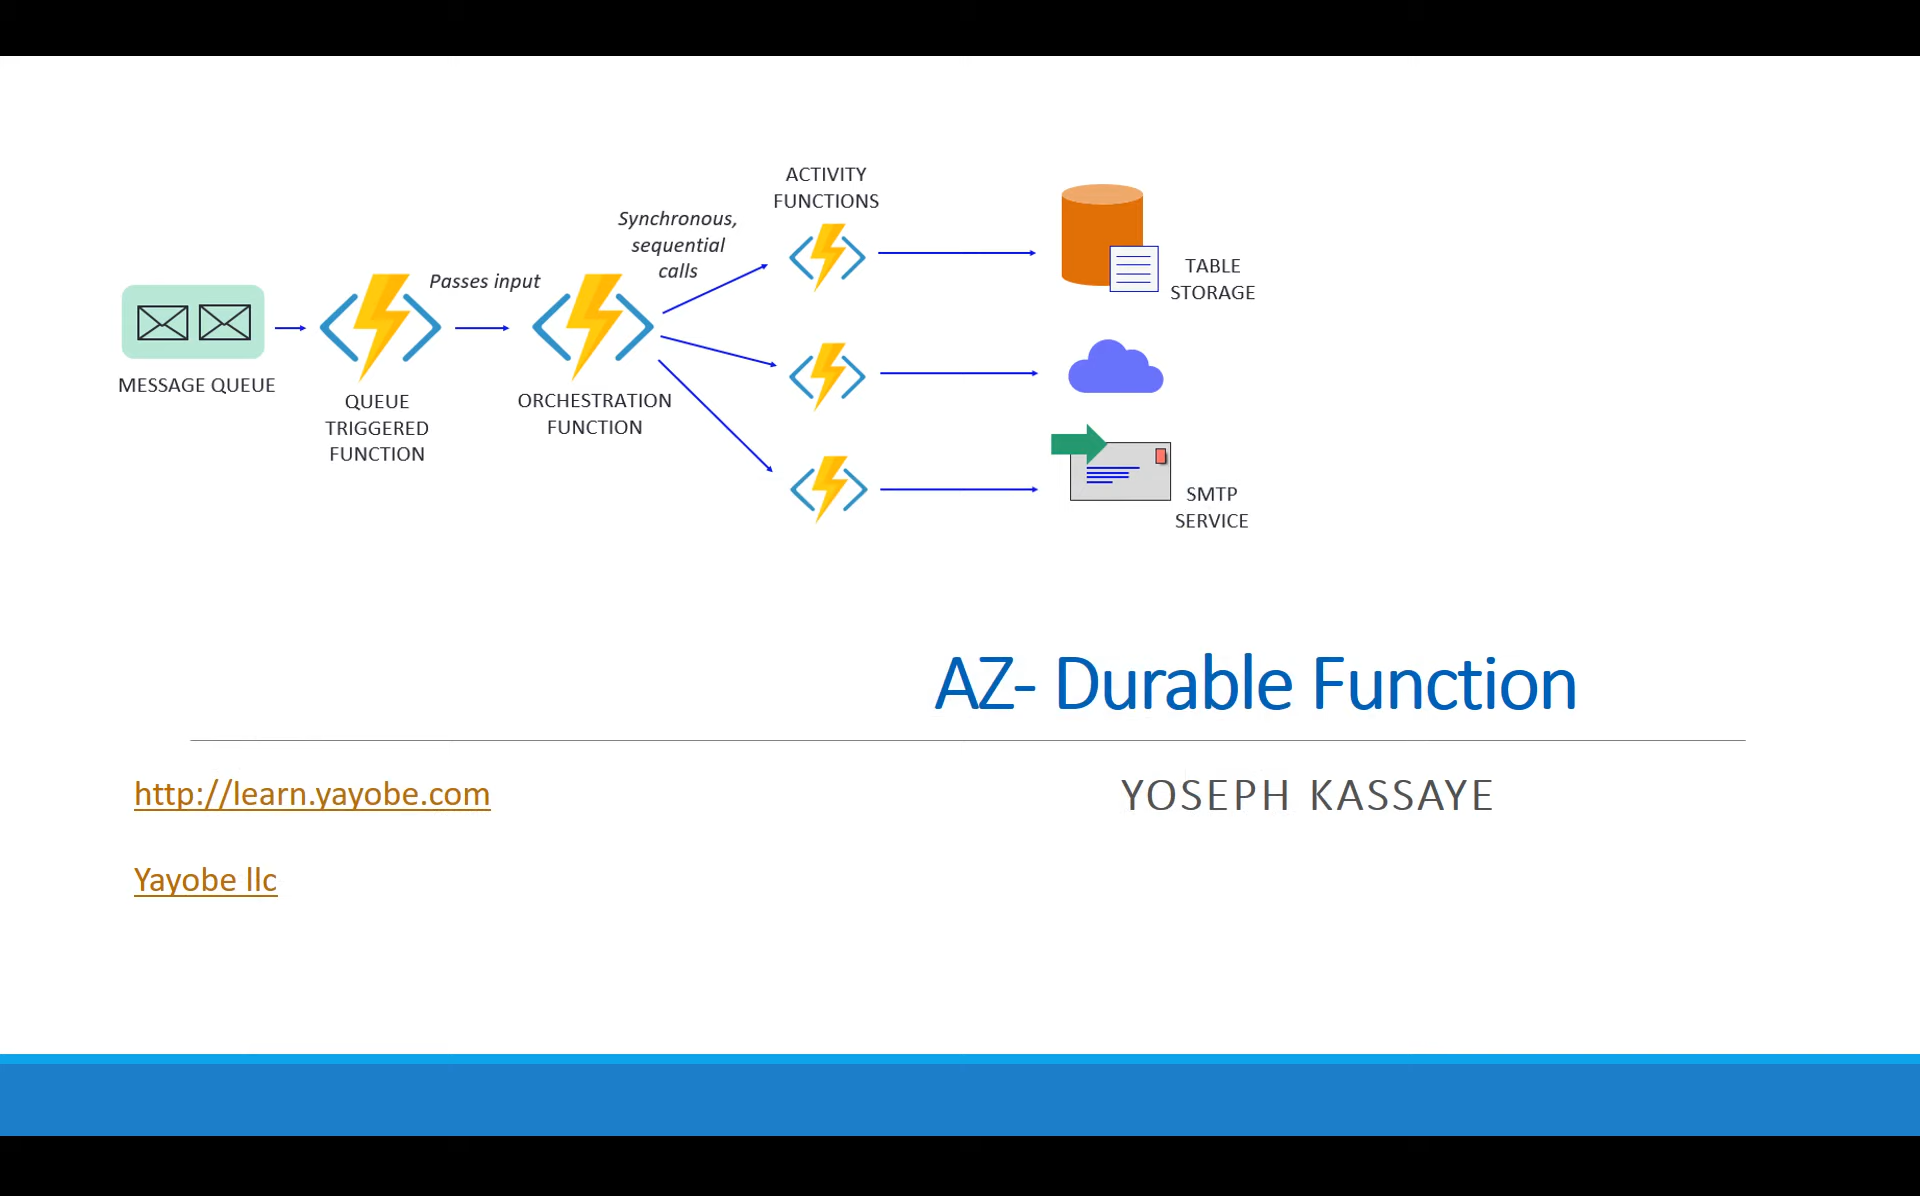 ACTIVITY
FUNCTIONS
Synchronous,
sequential
calls
Passes input
TABLE
STORAGE
MESSAGE QUEUE
QUEUE
TRIGGERED
FUNCTION
ORCHESTRATION
FUNCTION
SMTP
SERVICE
AZ- Durable Function
http://learn.yayobe.com
YOSEPH KASSAYE
Yayobe llc